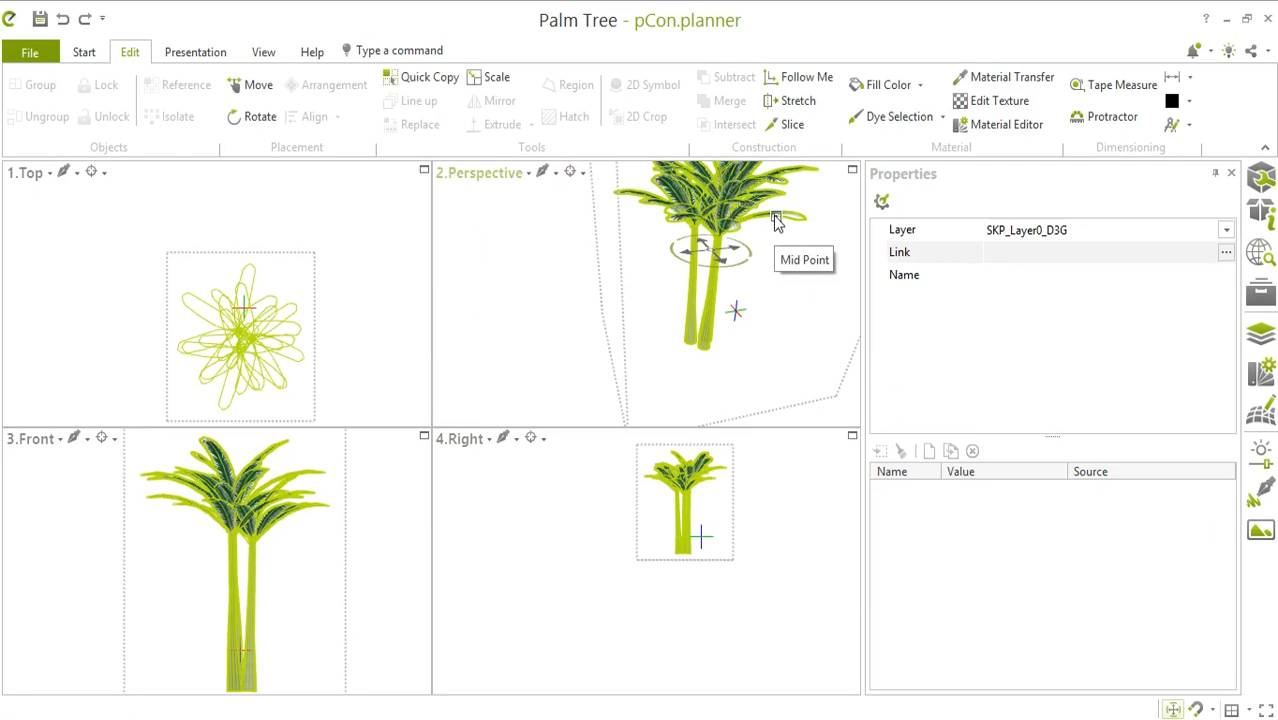 Palm Tree - pCon.planner
?
File Start Edit Presentation View Help Type a command
Group Lock Reference Move Arrangement Quick Copy Scale Region 2D Symbol Subtract Follow Me Fill Color Material Transfer Tape Measure
Line up Mirror Merge Stretch Edit Texture
Ungroup Unlock Isolate Rotate Align Replace Extrude Hatch 2D Crop Intersect Slice Dye Selection Material Editor Protractor
Objects Placement Tools Construction Material Dimensioning
1.Top 2.Perspective Properties
Layer SKP_Layer0_D3G
Link ...
Mid Point
Name
3.Front 4.Right
Name Value Source